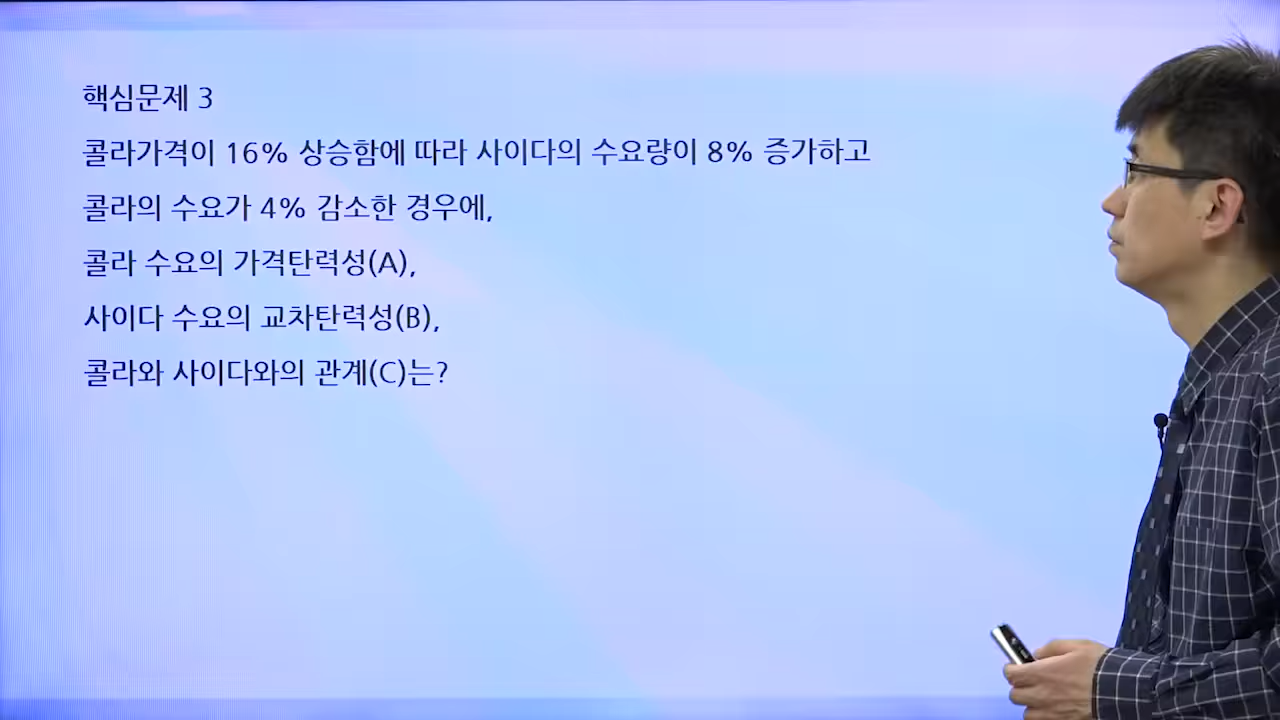 핵심문제 3
콜라가격이 16% 상승함에 따라 사이다의 수요량이 8% 증가하고
콜라의 수요가 4% 감소한 경우에,
콜라 수요의 가격탄력성(A),
사이다 수요의 교차탄력성(B),
콜라와 사이다와의 관계(C)는?